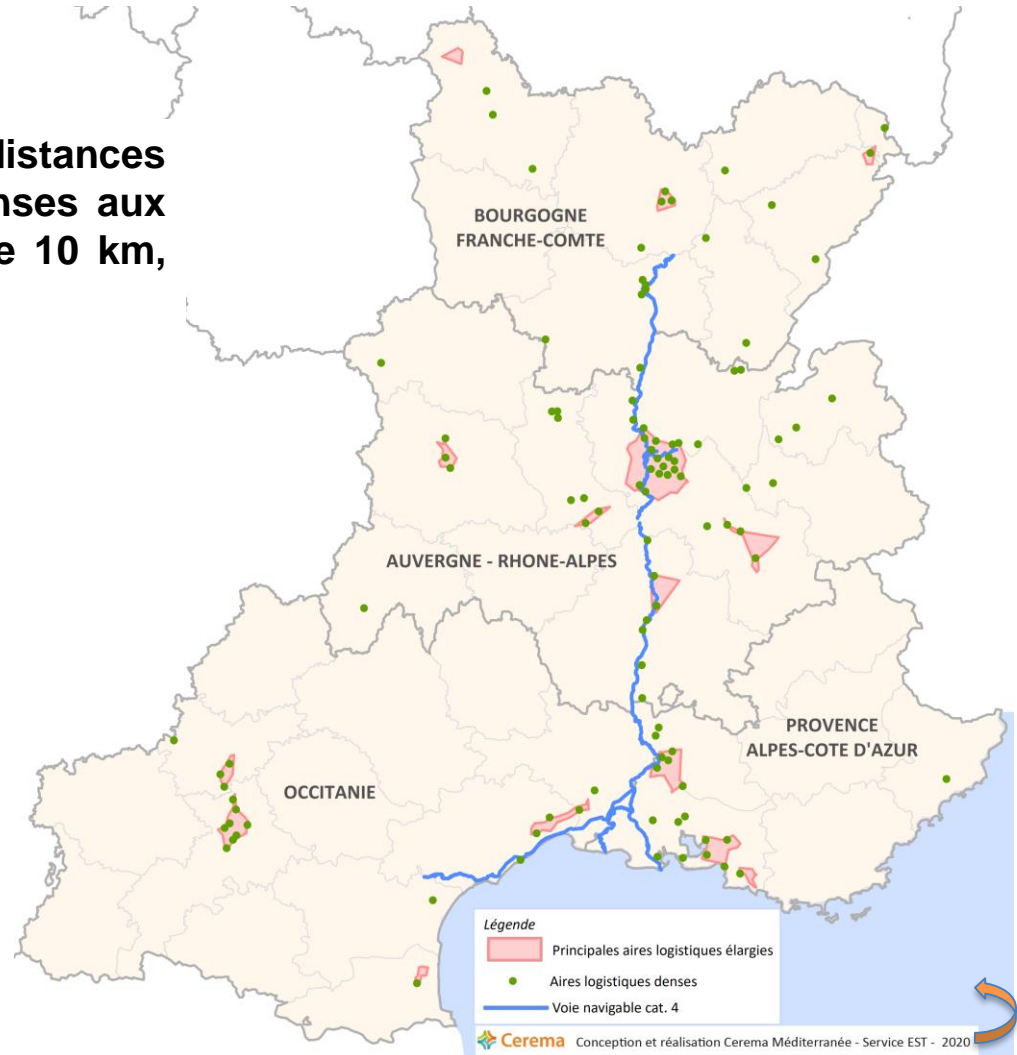 distances
nses aux
e 10 km,
BOURGOGNE
FRANCHE-COMTE
AUVERGNE - RHONE-ALPES
PROVENCE
ALPES-COTE D'AZUR
OCCITANIE
Légende
Principales aires logistiques élargies
Aires logistiques denses
Voie navigable cat. 4
Cerema Conception et réalisation Cerema Méditerranée - Service EST - 2020